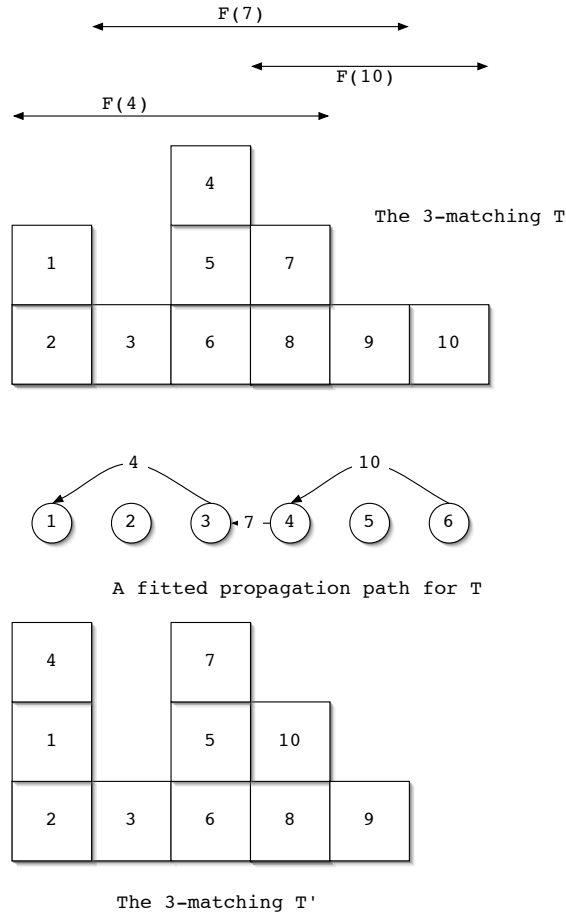 F(7)
F(10)
F(4)
4
The 3-matching T
1 5 7
2 3 6 8 9 10
4 10
1 2 3 7 4 5 6
A fitted propagation path for T
4 7
1 5 10
2 3 6 8 9
The 3-matching T'